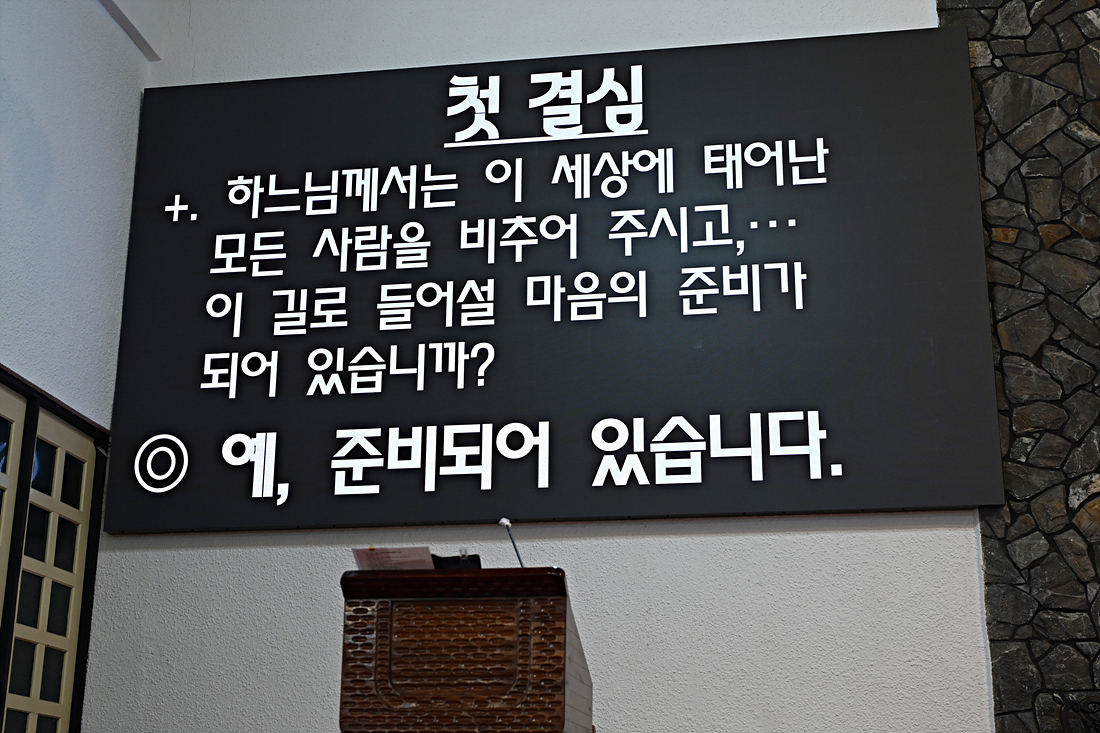 첫 결심
+. 하느님께서는 이 세상에 태어난
모든 사람을 비추어 주시고,···
이 길로 들어설 마음의 준비가
되어 있습니까?
◎ 예, 준비되어 있습니다.